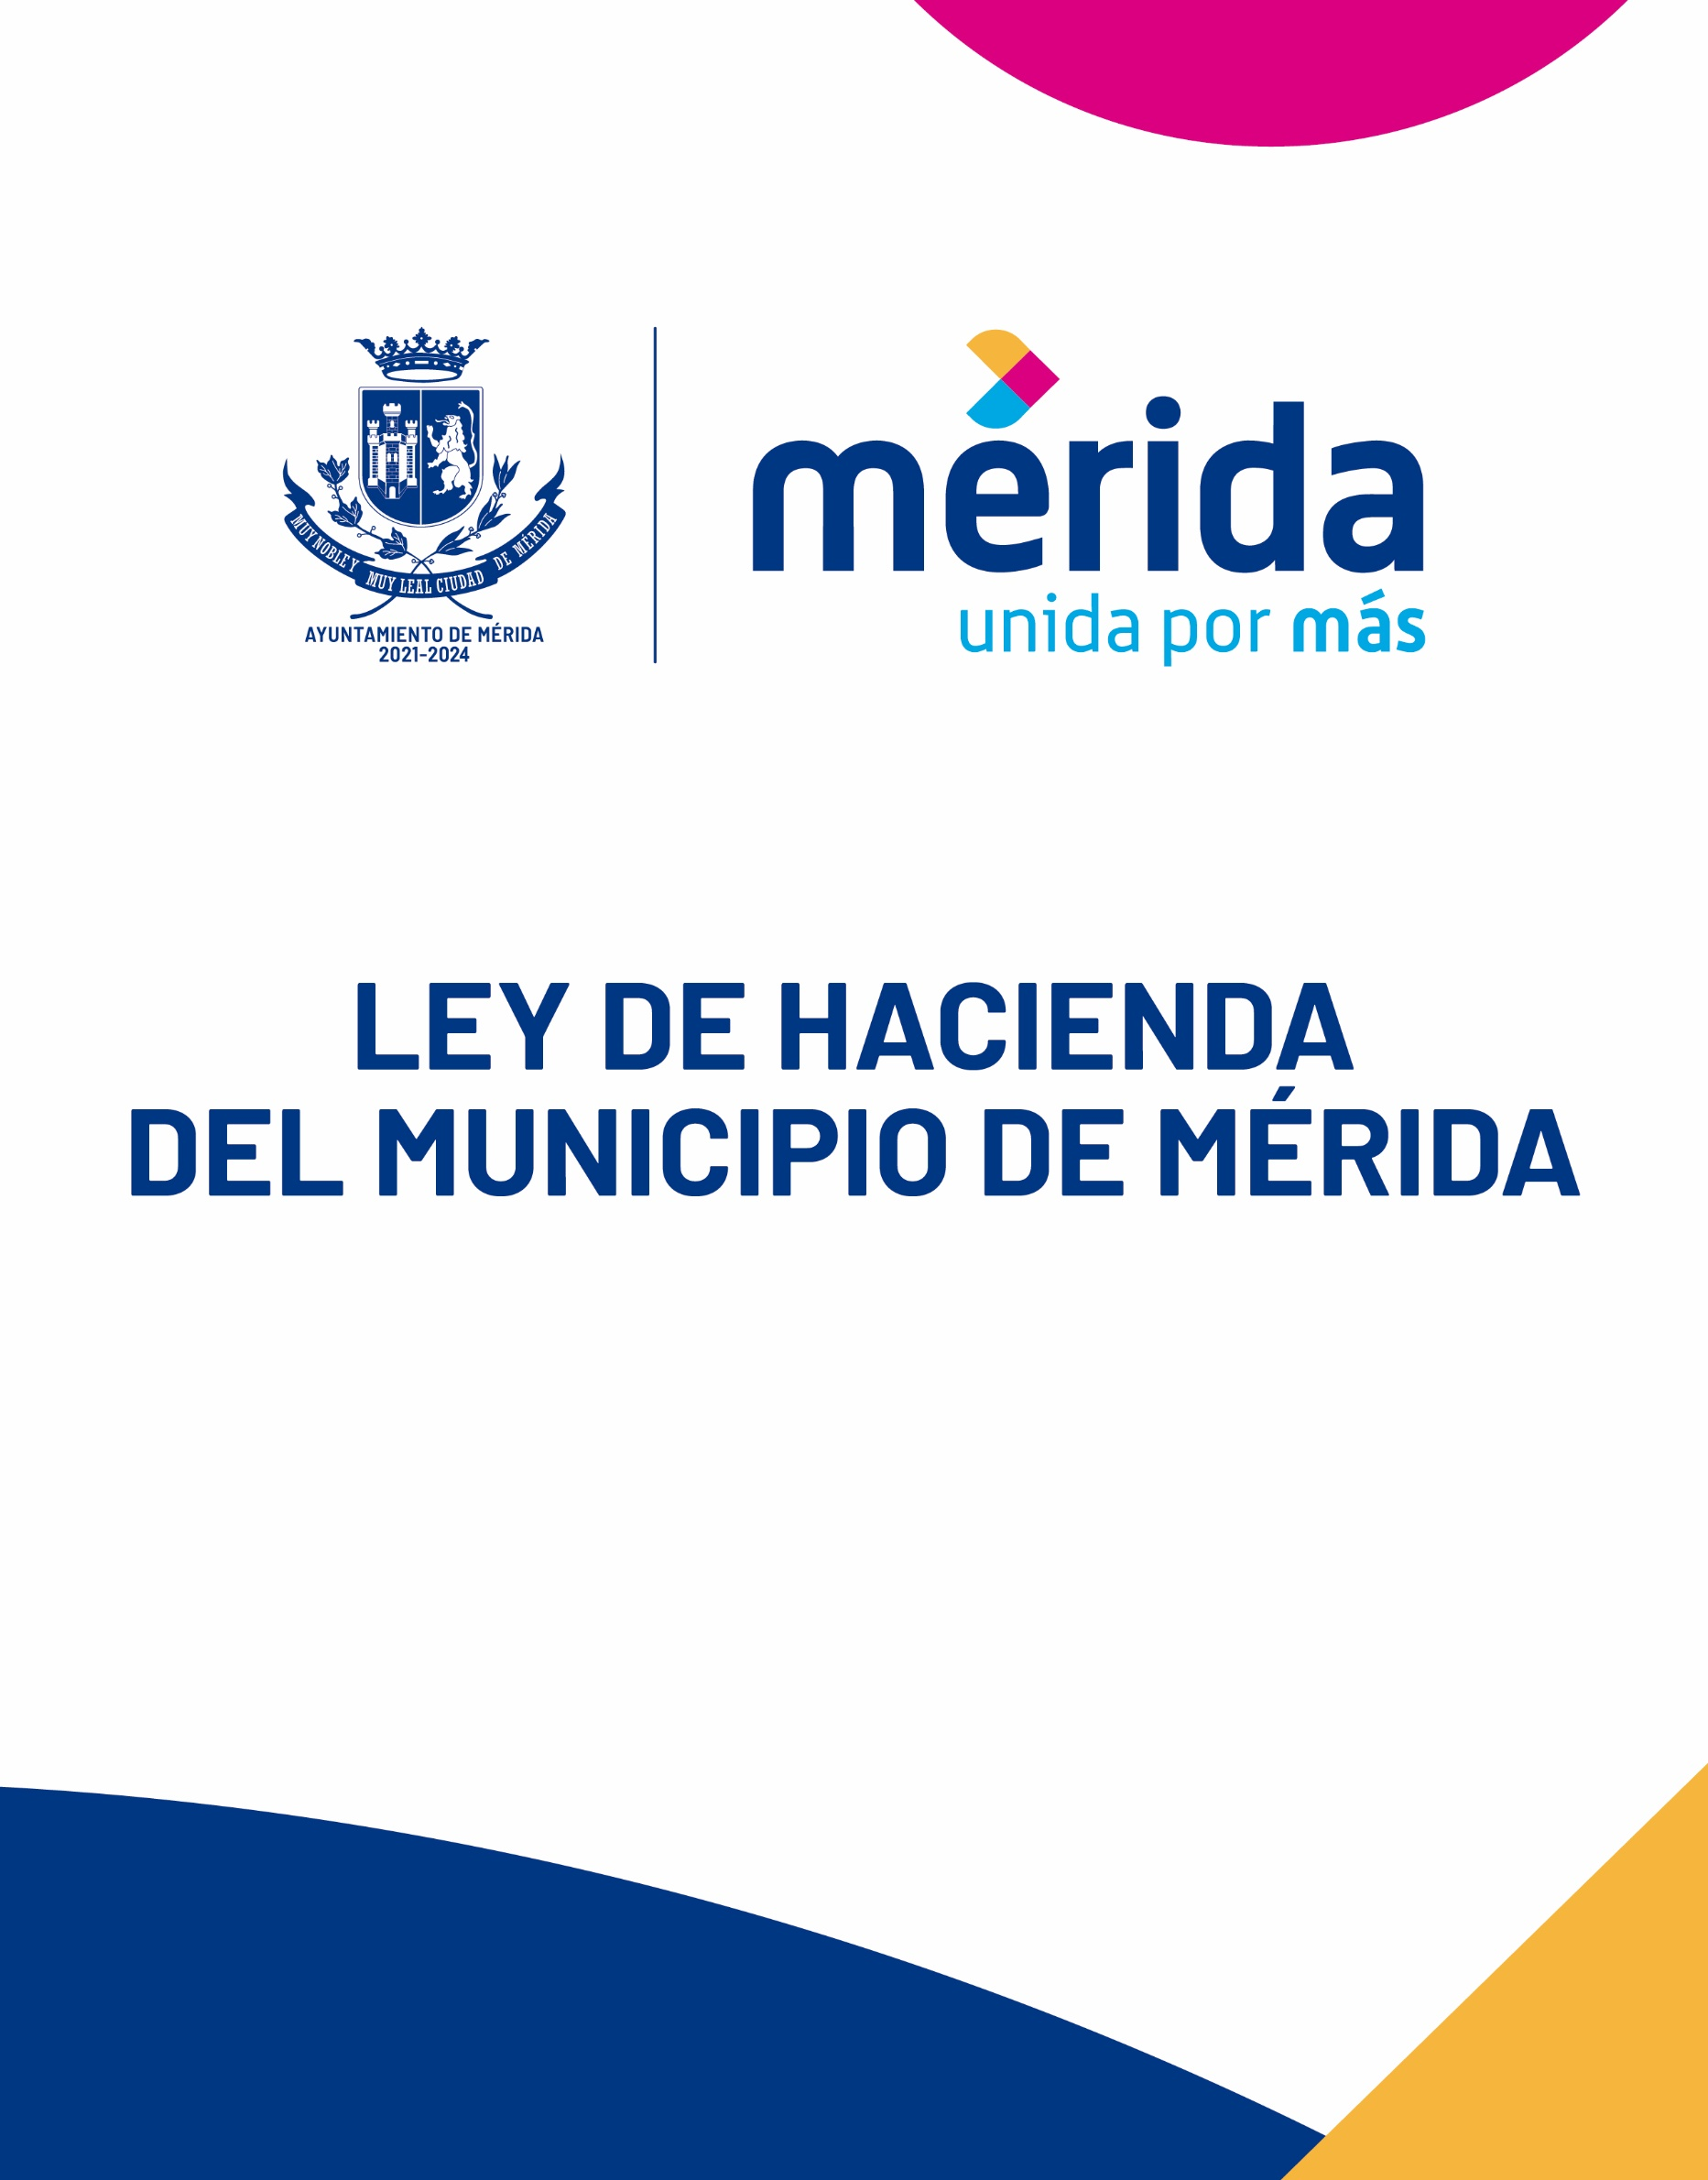 MUY NOBLE Y MUY LEAL CIUDAD DE MÉRIDA
AYUNTAMIENTO DE MÉRIDA
2021-2024
mérida
unida por más
LEY DE HACIENDA
DEL MUNICIPIO DE MÉRIDA